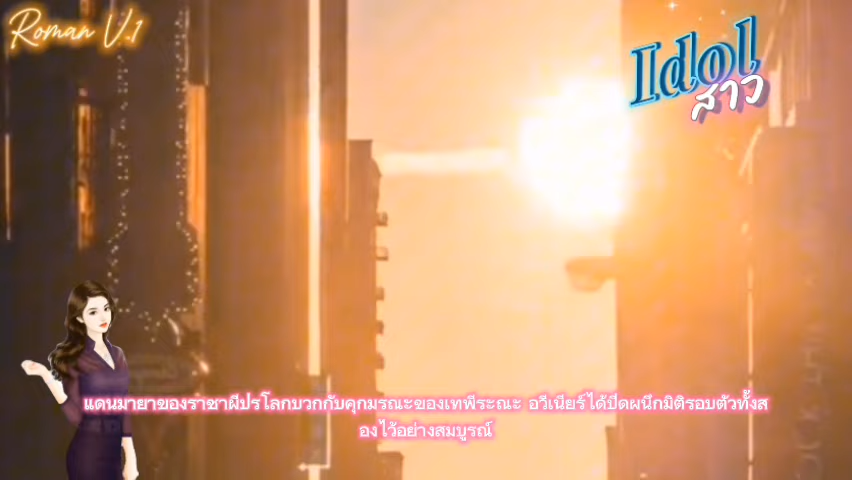 Roman V.1
Idol
สาว
แดนมายาของราชาผีปรโลกบวกกับคุกมรณะของเทพีระณะ อวีเนียร์ได้ปิดผนึกมิติรอบตัวทั้งส
องไว้อย่างสมบูรณ์